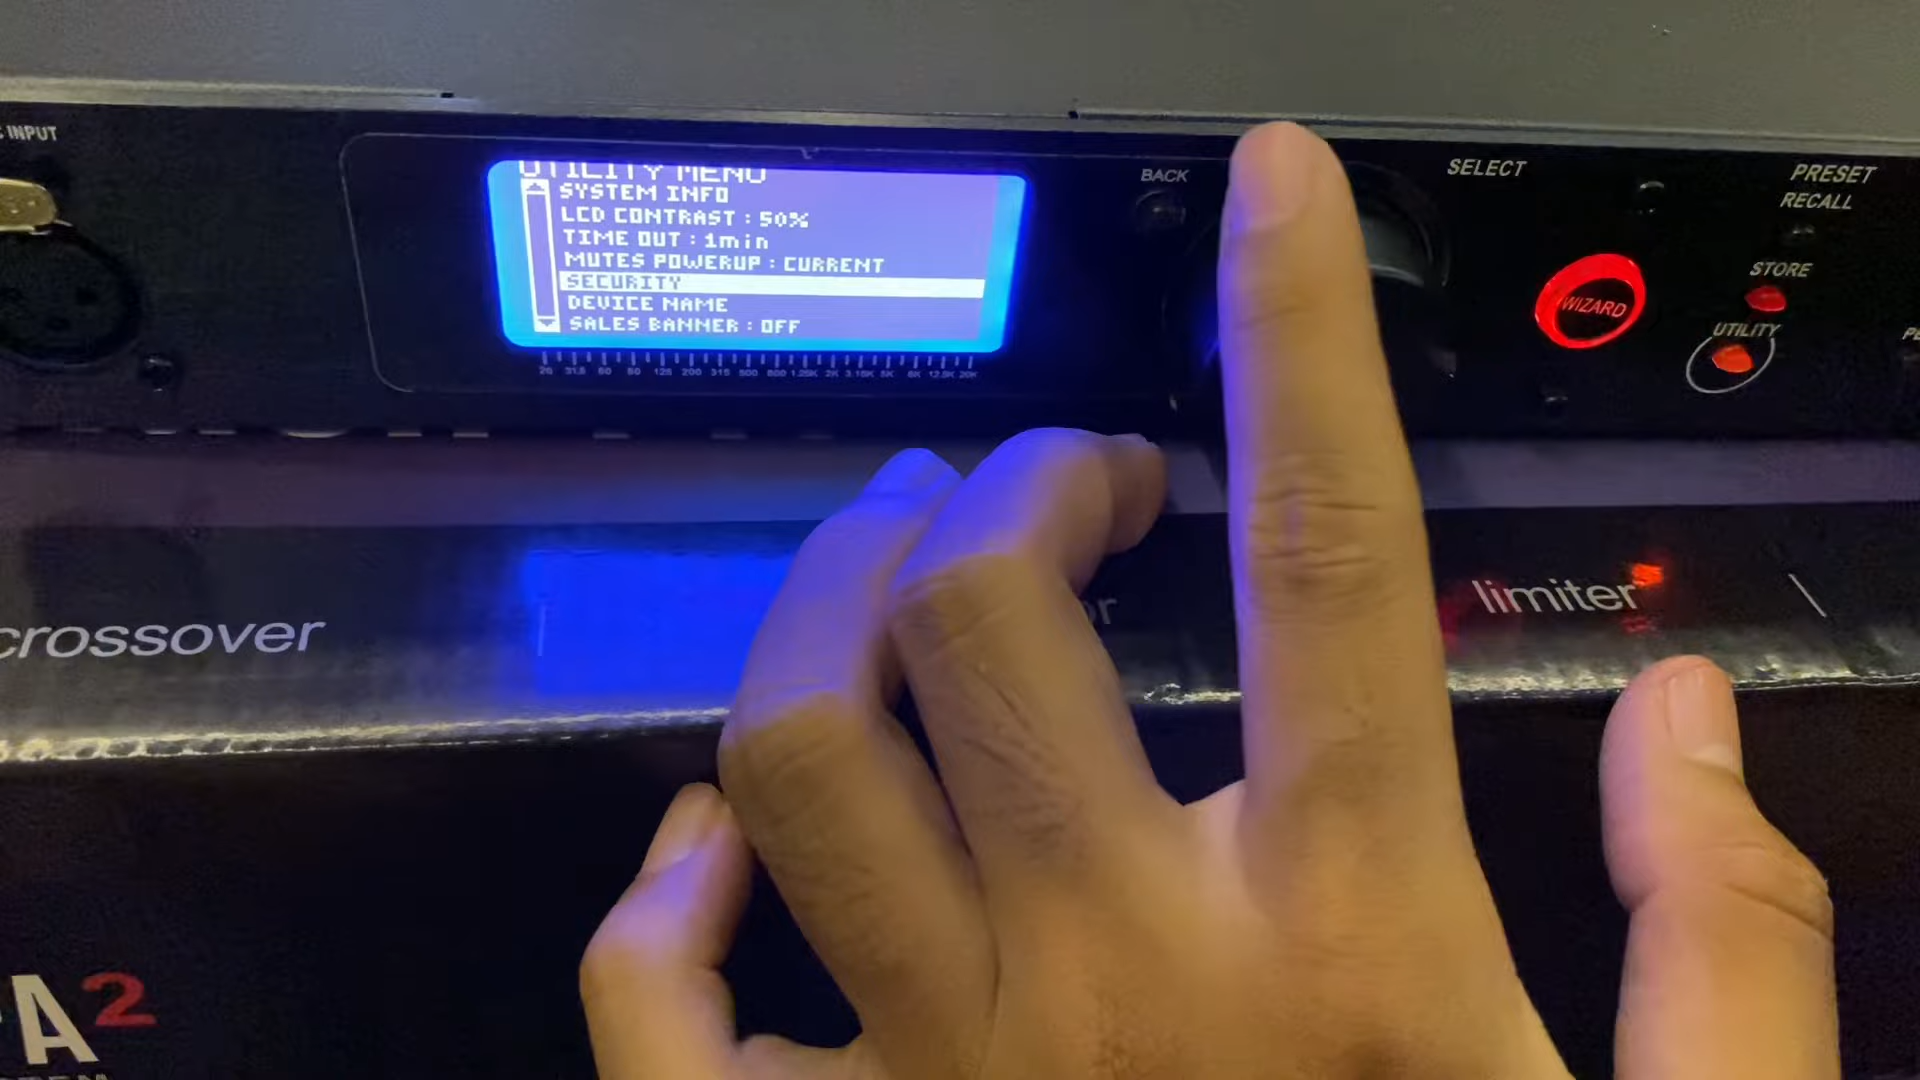 INPUT
UTILITY MENU
SYSTEM INFO
LCD CONTRAST : 50%
TIME OUT : 1min
MUTES POWERUP : CURRENT
SECURITY
DEVICE NAME
SALES BANNER : OFF
20 31.5 50 80 125 200 315 500 800 1.25K 2K 3.15K 5K 8K 12.5K 20K
BACK
SELECT
PRESET
RECALL
STORE
WIZARD
UTILITY
crossover
limiter
A2